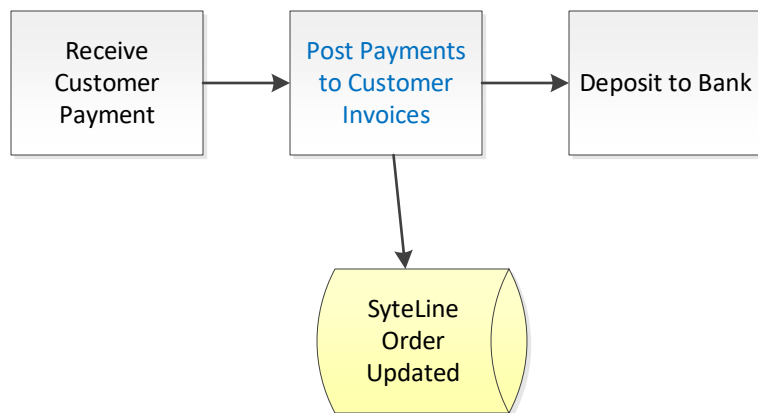 Receive
Customer
Payment
Post Payments
to Customer
Invoices
Deposit to Bank
SyteLine
Order
Updated